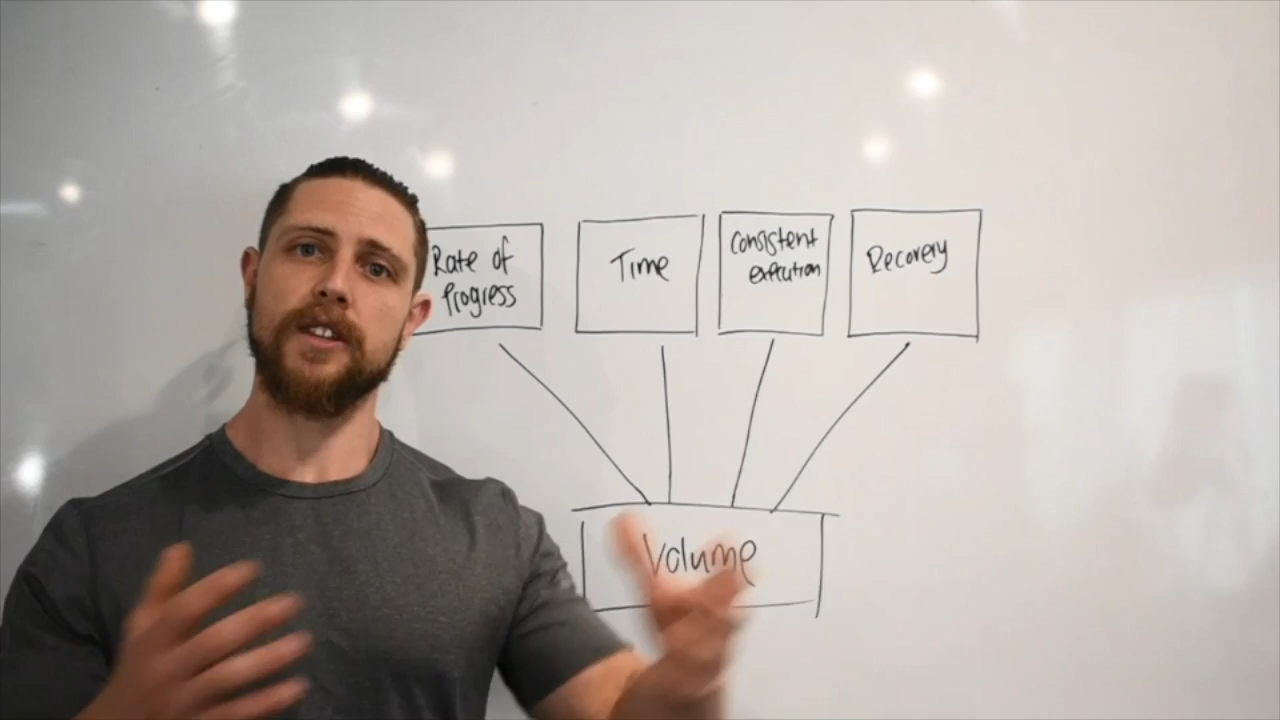 Rate of
Progress
Time
Consistent
execution
Recovery
Volume